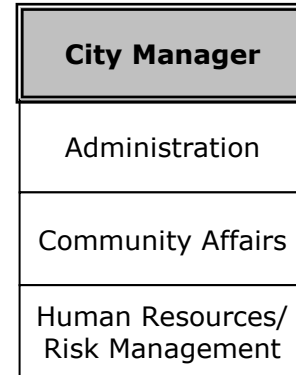 City Manager
Administration
Community Affairs
Human Resources/
Risk Management